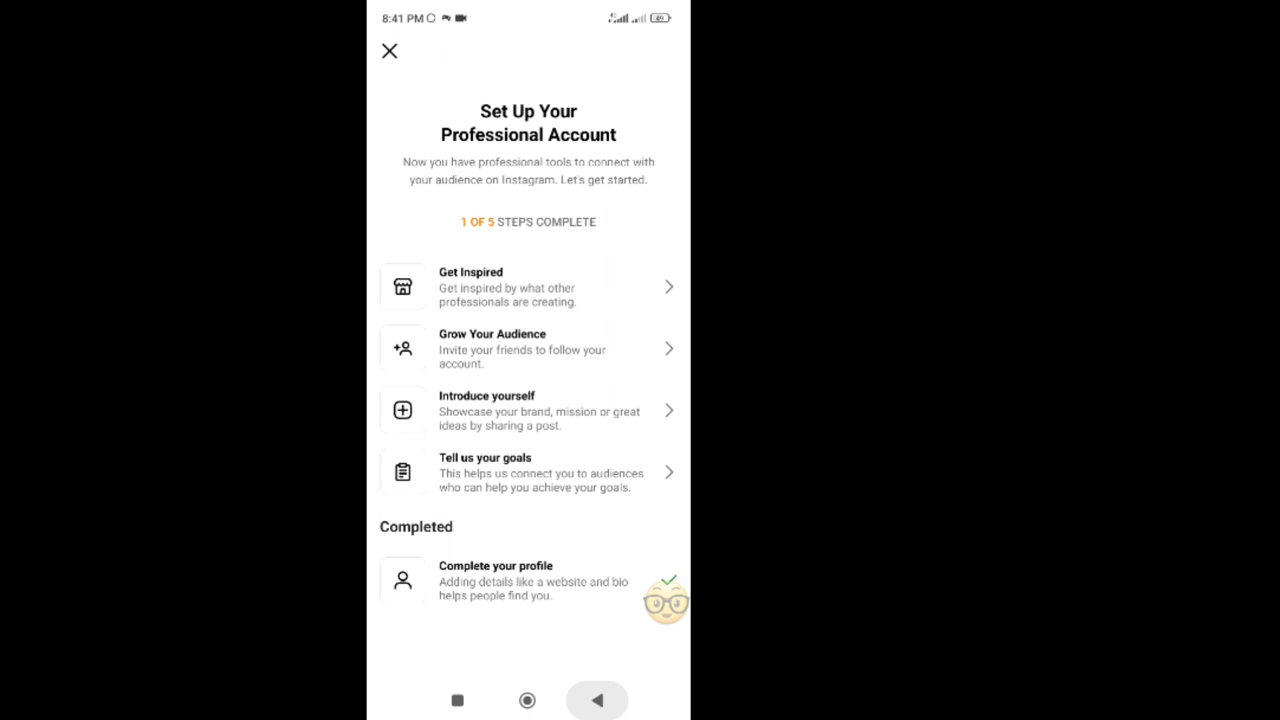 8:41 PM
Set Up Your
Professional Account
Now you have professional tools to connect with
your audience on Instagram. Let's get started.
1 OF 5 STEPS COMPLETE
Get Inspired
Get inspired by what other
professionals are creating.
Grow Your Audience
Invite your friends to follow your
account.
Introduce yourself
Showcase your brand, mission or great
ideas by sharing a post.
Tell us your goals
This helps us connect you to audiences
who can help you achieve your goals.
Completed
Complete your profile
Adding details like a website and bio
helps people find you.